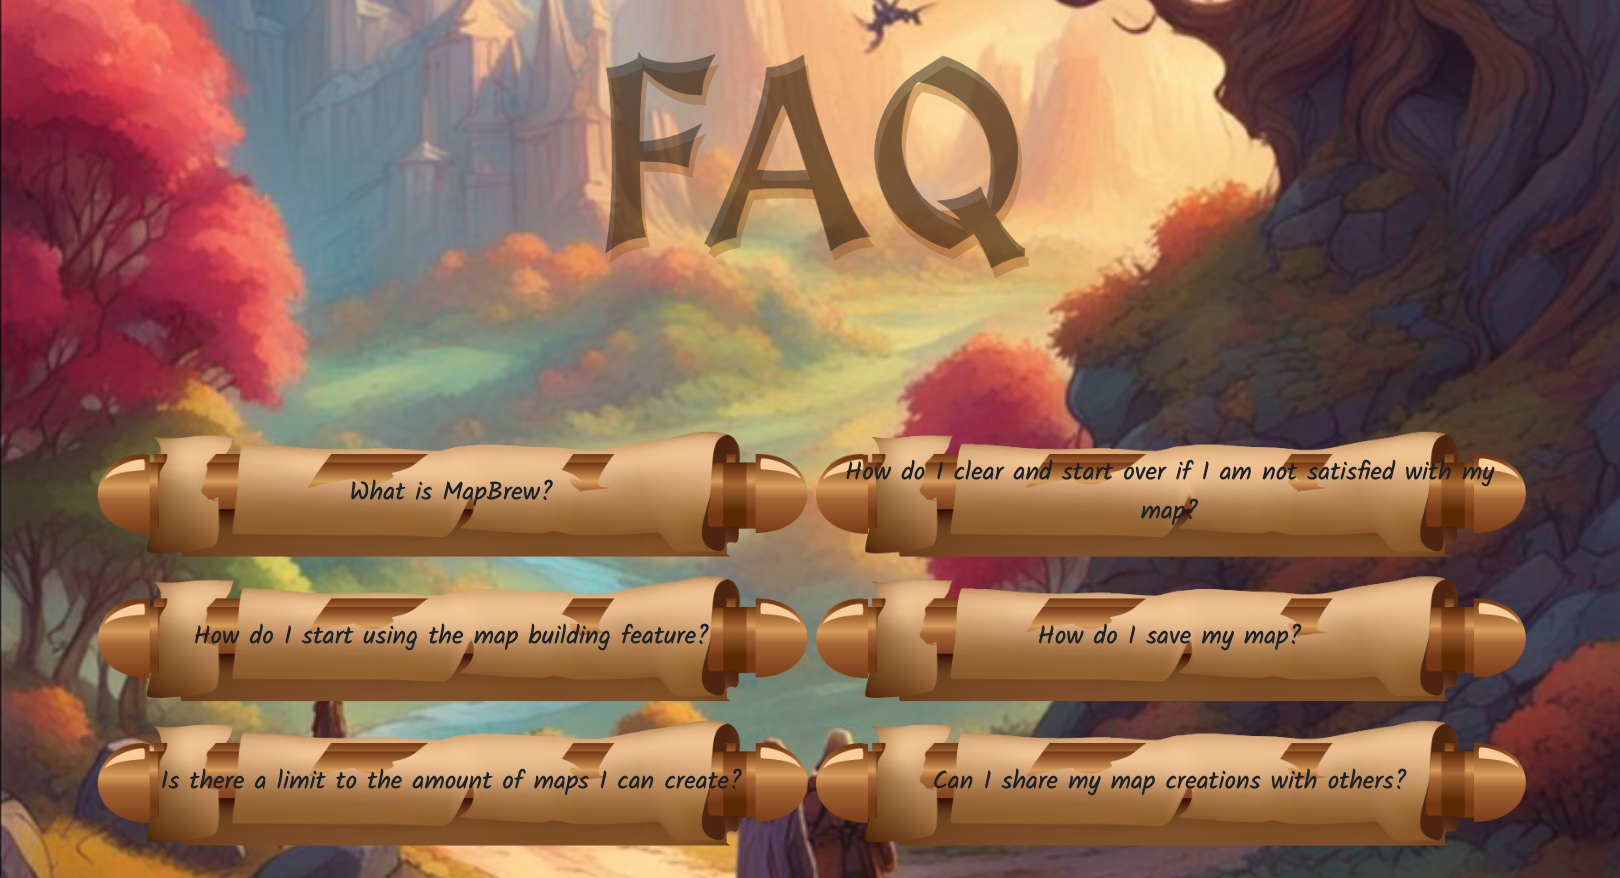 FAQ
What is MapBrew?
How do I clear and start over if I am not satisfied with my
map?
How do I start using the map building feature?
How do I save my map?
Is there a limit to the amount of maps I can create?
Can I share my map creations with others?